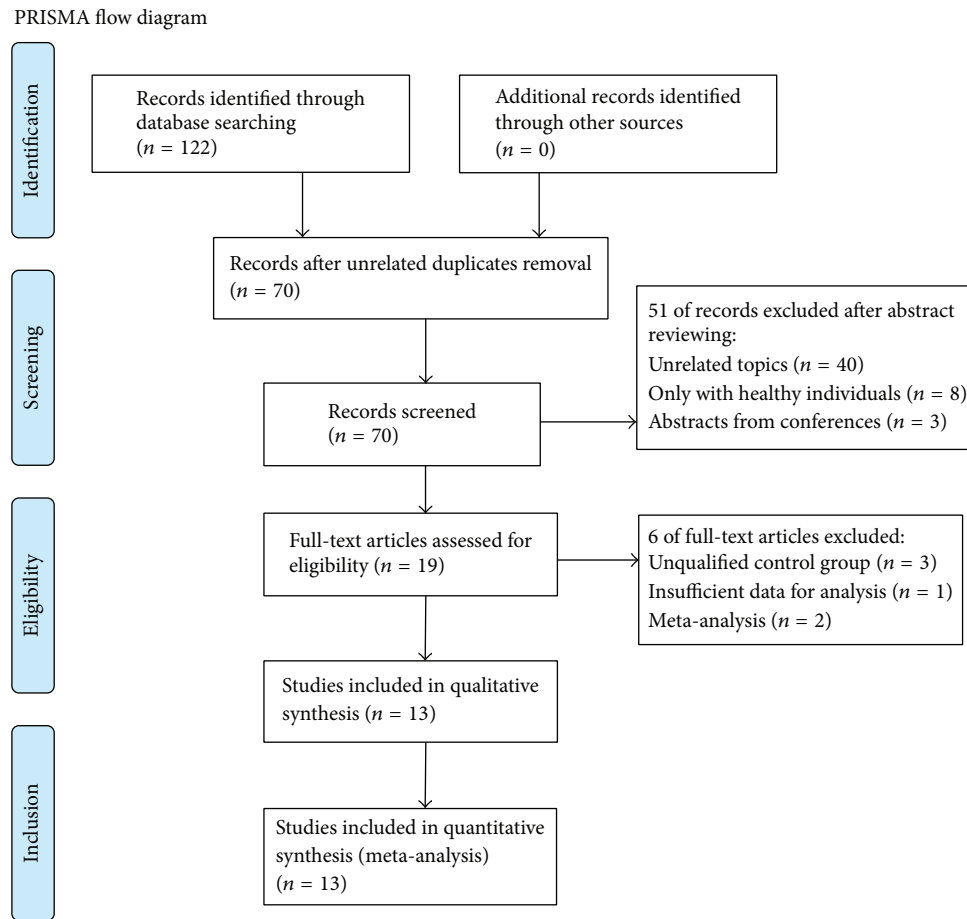 PRISMA flow diagram
Identification
Records identified through
database searching
(n = 122)
Additional records identified
through other sources
(n = 0)
Records after unrelated duplicates removal
(n = 70)
Screening
51 of records excluded after abstract
reviewing:
Unrelated topics (n = 40)
Only with healthy individuals (n = 8)
Abstracts from conferences (n = 3)
Records screened
(n = 70)
Eligibility
Full-text articles assessed for
eligibility (n = 19)
6 of full-text articles excluded:
Unqualified control group (n = 3)
Insufficient data for analysis (n = 1)
Meta-analysis (n = 2)
Studies included in qualitative
synthesis (n = 13)
Inclusion
Studies included in quantitative
synthesis (meta-analysis)
(n = 13)